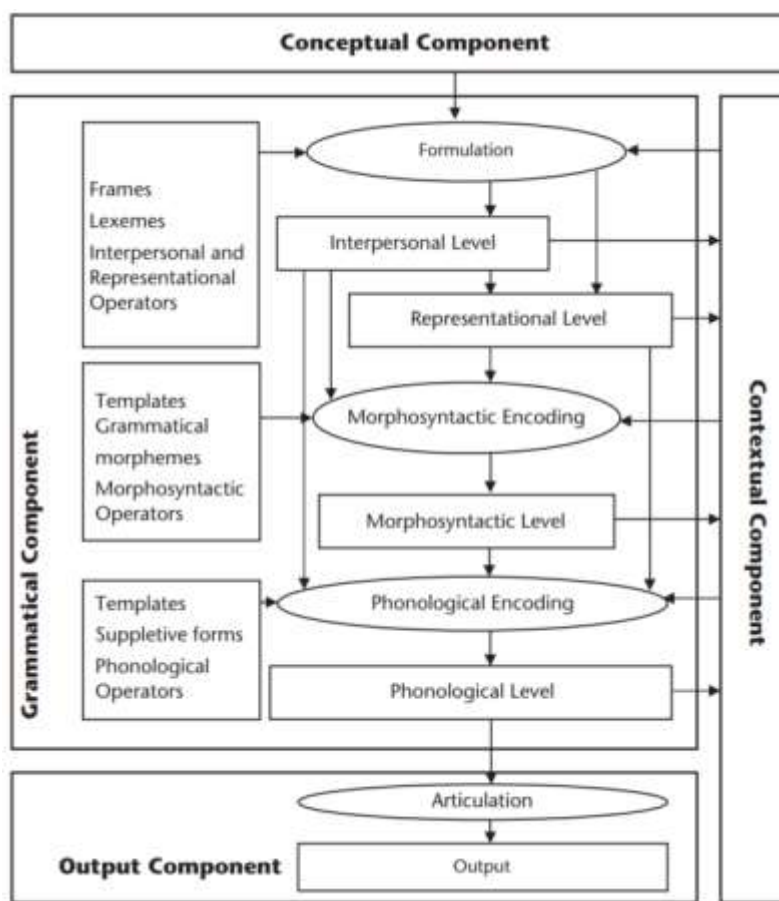 Conceptual Component
Formulation
Frames
Lexemes
Interpersonal and
Representational
Operators
Interpersonal Level
Representational Level
Templates
Grammatical
morphemes
Morphosyntactic
Operators
Morphosyntactic Encoding
Morphosyntactic Level
Templates
Suppletive forms
Phonological
Operators
Phonological Encoding
Phonological Level
Grammatical Component
Contextual Component
Articulation
Output Component
Output